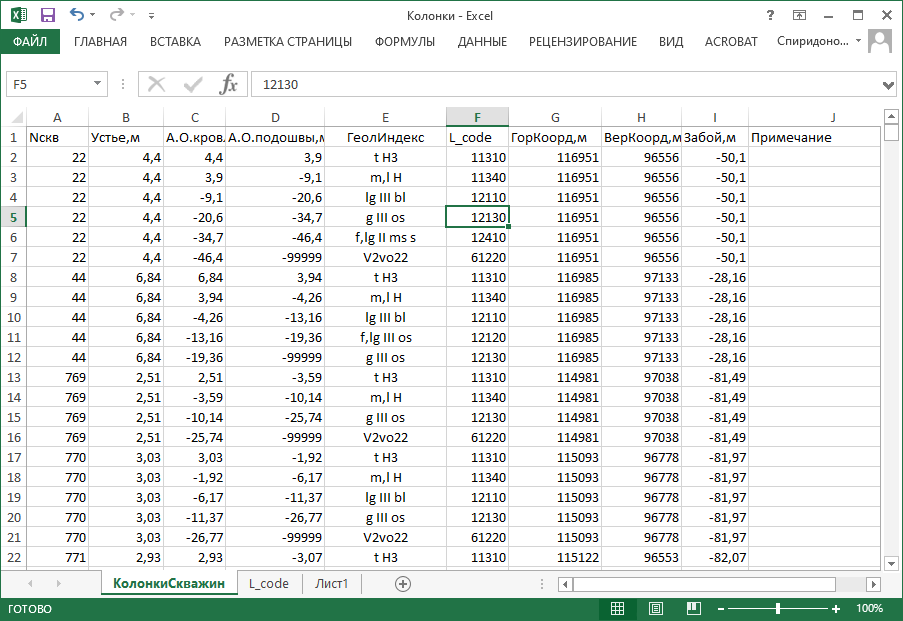 Колонки - Excel
ФАЙЛ ГЛАВНАЯ ВСТАВКА РАЗМЕТКА СТРАНИЦЫ ФОРМУЛЫ ДАННЫЕ РЕЦЕНЗИРОВАНИЕ ВИД ACROBAT Спиридоно...
F5 fx 12130
A B C D E F G H I J
1 Nскв Устье,м А.О.кров, А.О.подошвы,м ГеолИндекс L_code ГорКоорд,м ВерКоорд,м Забой,м Примечание
2 22 4,4 4,4 3,9 t H3 11310 116951 96556 -50,1
3 22 4,4 3,9 -9,1 m,l H 11340 116951 96556 -50,1
4 22 4,4 -9,1 -20,6 lg III bl 12110 116951 96556 -50,1
5 22 4,4 -20,6 -34,7 g III os 12130 116951 96556 -50,1
6 22 4,4 -34,7 -46,4 f,lg II ms s 12410 116951 96556 -50,1
7 22 4,4 -46,4 -99999 V2vo22 61220 116951 96556 -50,1
8 44 6,84 6,84 3,94 t H3 11310 116985 97133 -28,16
9 44 6,84 3,94 -4,26 m,l H 11340 116985 97133 -28,16
10 44 6,84 -4,26 -13,16 lg III bl 12110 116985 97133 -28,16
11 44 6,84 -13,16 -19,36 f,lg III os 12120 116985 97133 -28,16
12 44 6,84 -19,36 -99999 g III os 12130 116985 97133 -28,16
13 769 2,51 2,51 -3,59 t H3 11310 114981 97038 -81,49
14 769 2,51 -3,59 -10,14 m,l H 11340 114981 97038 -81,49
15 769 2,51 -10,14 -25,74 g III os 12130 114981 97038 -81,49
16 769 2,51 -25,74 -99999 V2vo22 61220 114981 97038 -81,49
17 770 3,03 3,03 -1,92 t H3 11310 115093 96778 -81,97
18 770 3,03 -1,92 -6,17 m,l H 11340 115093 96778 -81,97
19 770 3,03 -6,17 -11,37 lg III bl 12110 115093 96778 -81,97
20 770 3,03 -11,37 -26,77 g III os 12130 115093 96778 -81,97
21 770 3,03 -26,77 -99999 V2vo22 61220 115093 96778 -81,97
22 771 2,93 2,93 -3,07 t H3 11310 115122 96553 -82,07
КолонкиСкважин L_code Лист1
ГОТОВО 100%